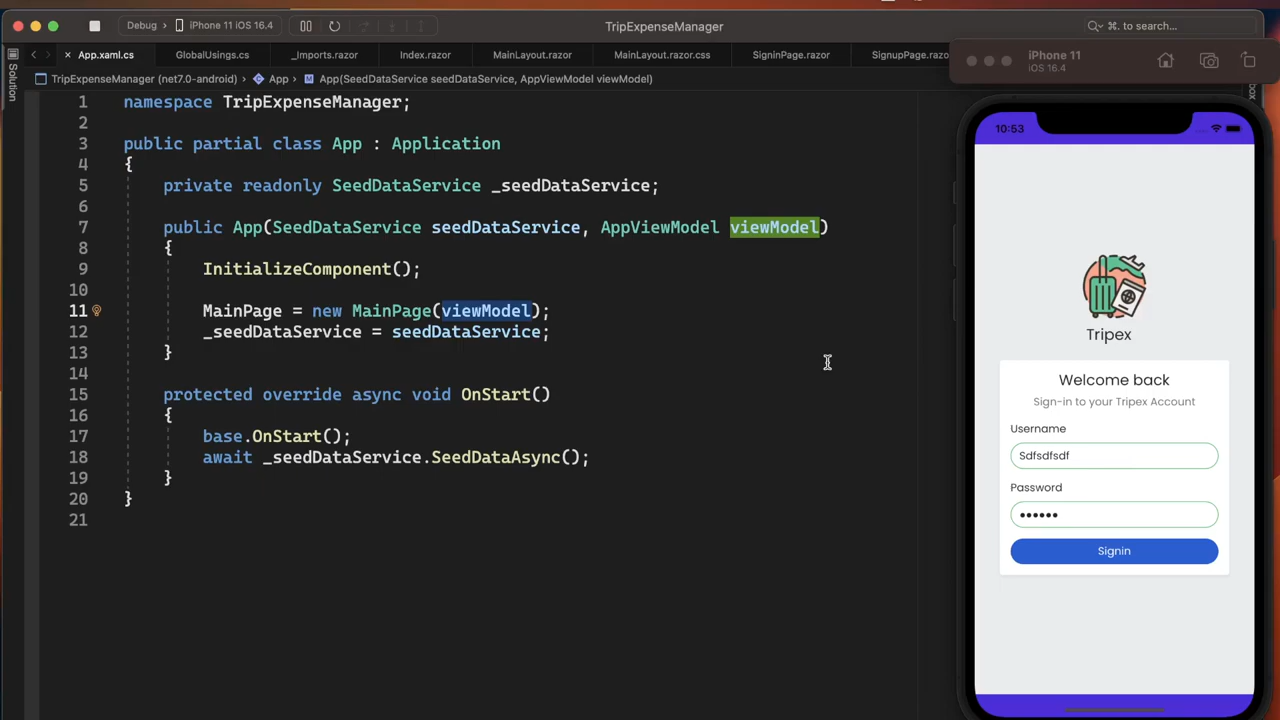 Debug > iPhone 11 iOS 16.4
TripExpenseManager
⌘. to search...
App.xaml.cs
GlobalUsings.cs
_Imports.razor
Index.razor
MainLayout.razor
MainLayout.razor.css
SigninPage.razor
SignupPage.razor
Solution
TripExpenseManager (net7.0-android) > App > App(SeedDataService seedDataService, AppViewModel viewModel)
1 namespace TripExpenseManager;
2
3 public partial class App : Application
4 {
5 private readonly SeedDataService _seedDataService;
6
7 public App(SeedDataService seedDataService, AppViewModel viewModel)
8 {
9 InitializeComponent();
10
11 MainPage = new MainPage(viewModel);
12 _seedDataService = seedDataService;
13 }
14
15 protected override async void OnStart()
16 {
17 base.OnStart();
18 await _seedDataService.SeedDataAsync();
19 }
20 }
21
iPhone 11
iOS 16.4
10:53
Tripex
Welcome back
Sign-in to your Tripex Account
Username
Sdfsdfsdf
Password
••••••
Signin